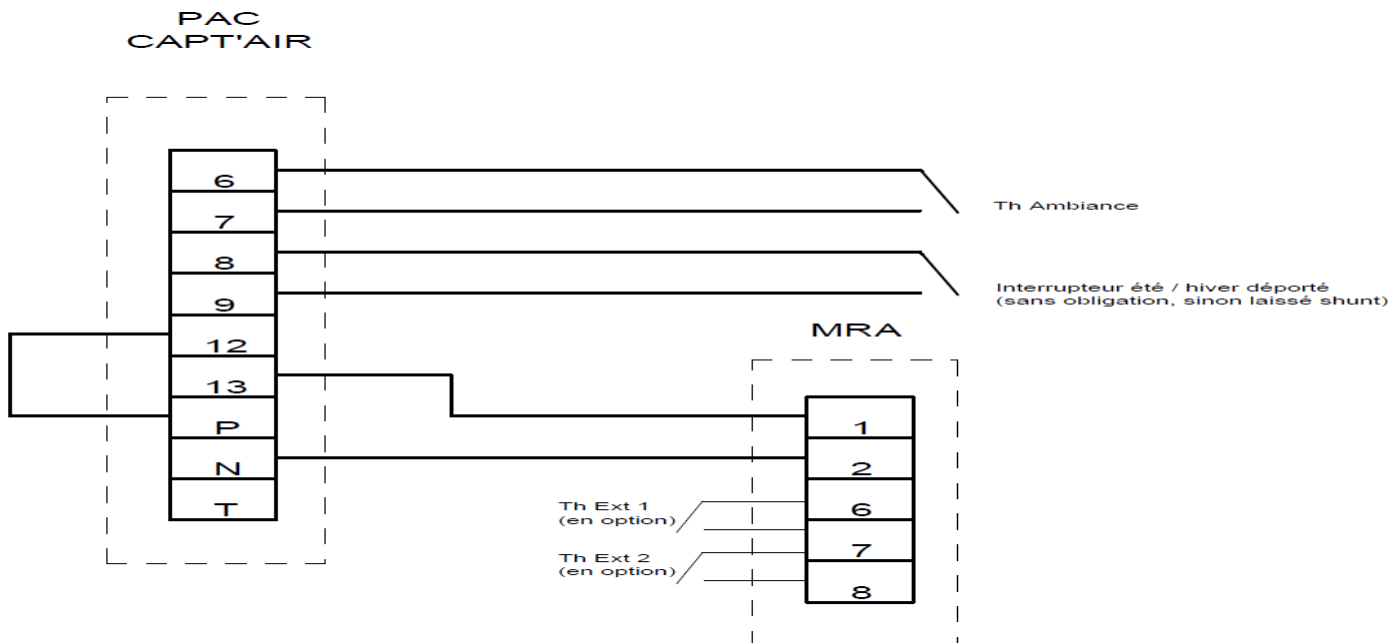 PAC
CAPT'AIR
6
7
8
9
12
13
P
N
T
Th Ambiance
Interrupteur été / hiver déporté
(sans obligation, sinon laissé shunt)
MRA
1
2
6
7
8
Th Ext 1
(en option)
Th Ext 2
(en option)